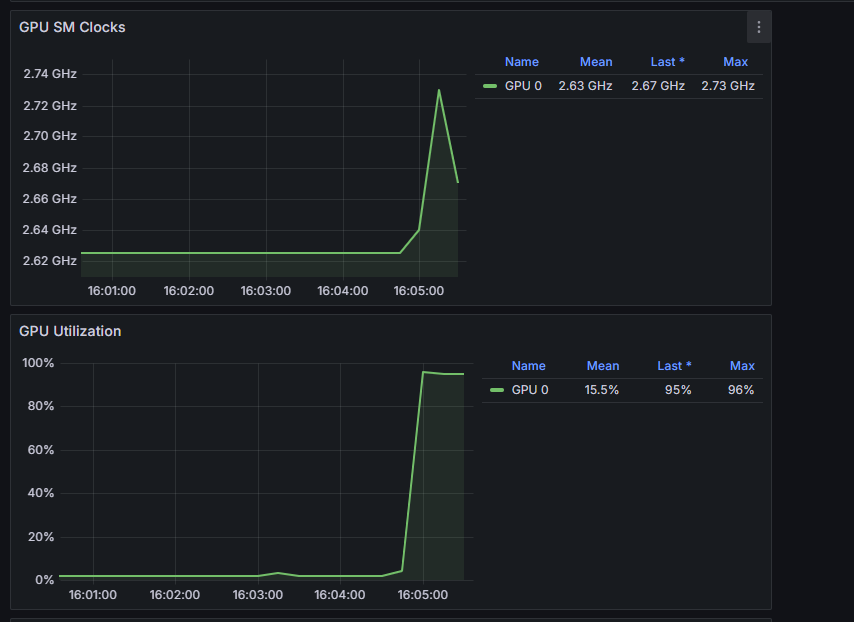 GPU SM Clocks
Name Mean Last * Max
GPU 0 2.63 GHz 2.67 GHz 2.73 GHz
2.74 GHz
2.72 GHz
2.70 GHz
2.68 GHz
2.66 GHz
2.64 GHz
2.62 GHz
16:01:00 16:02:00 16:03:00 16:04:00 16:05:00
GPU Utilization
Name Mean Last * Max
GPU 0 15.5% 95% 96%
100%
80%
60%
40%
20%
0%
16:01:00 16:02:00 16:03:00 16:04:00 16:05:00